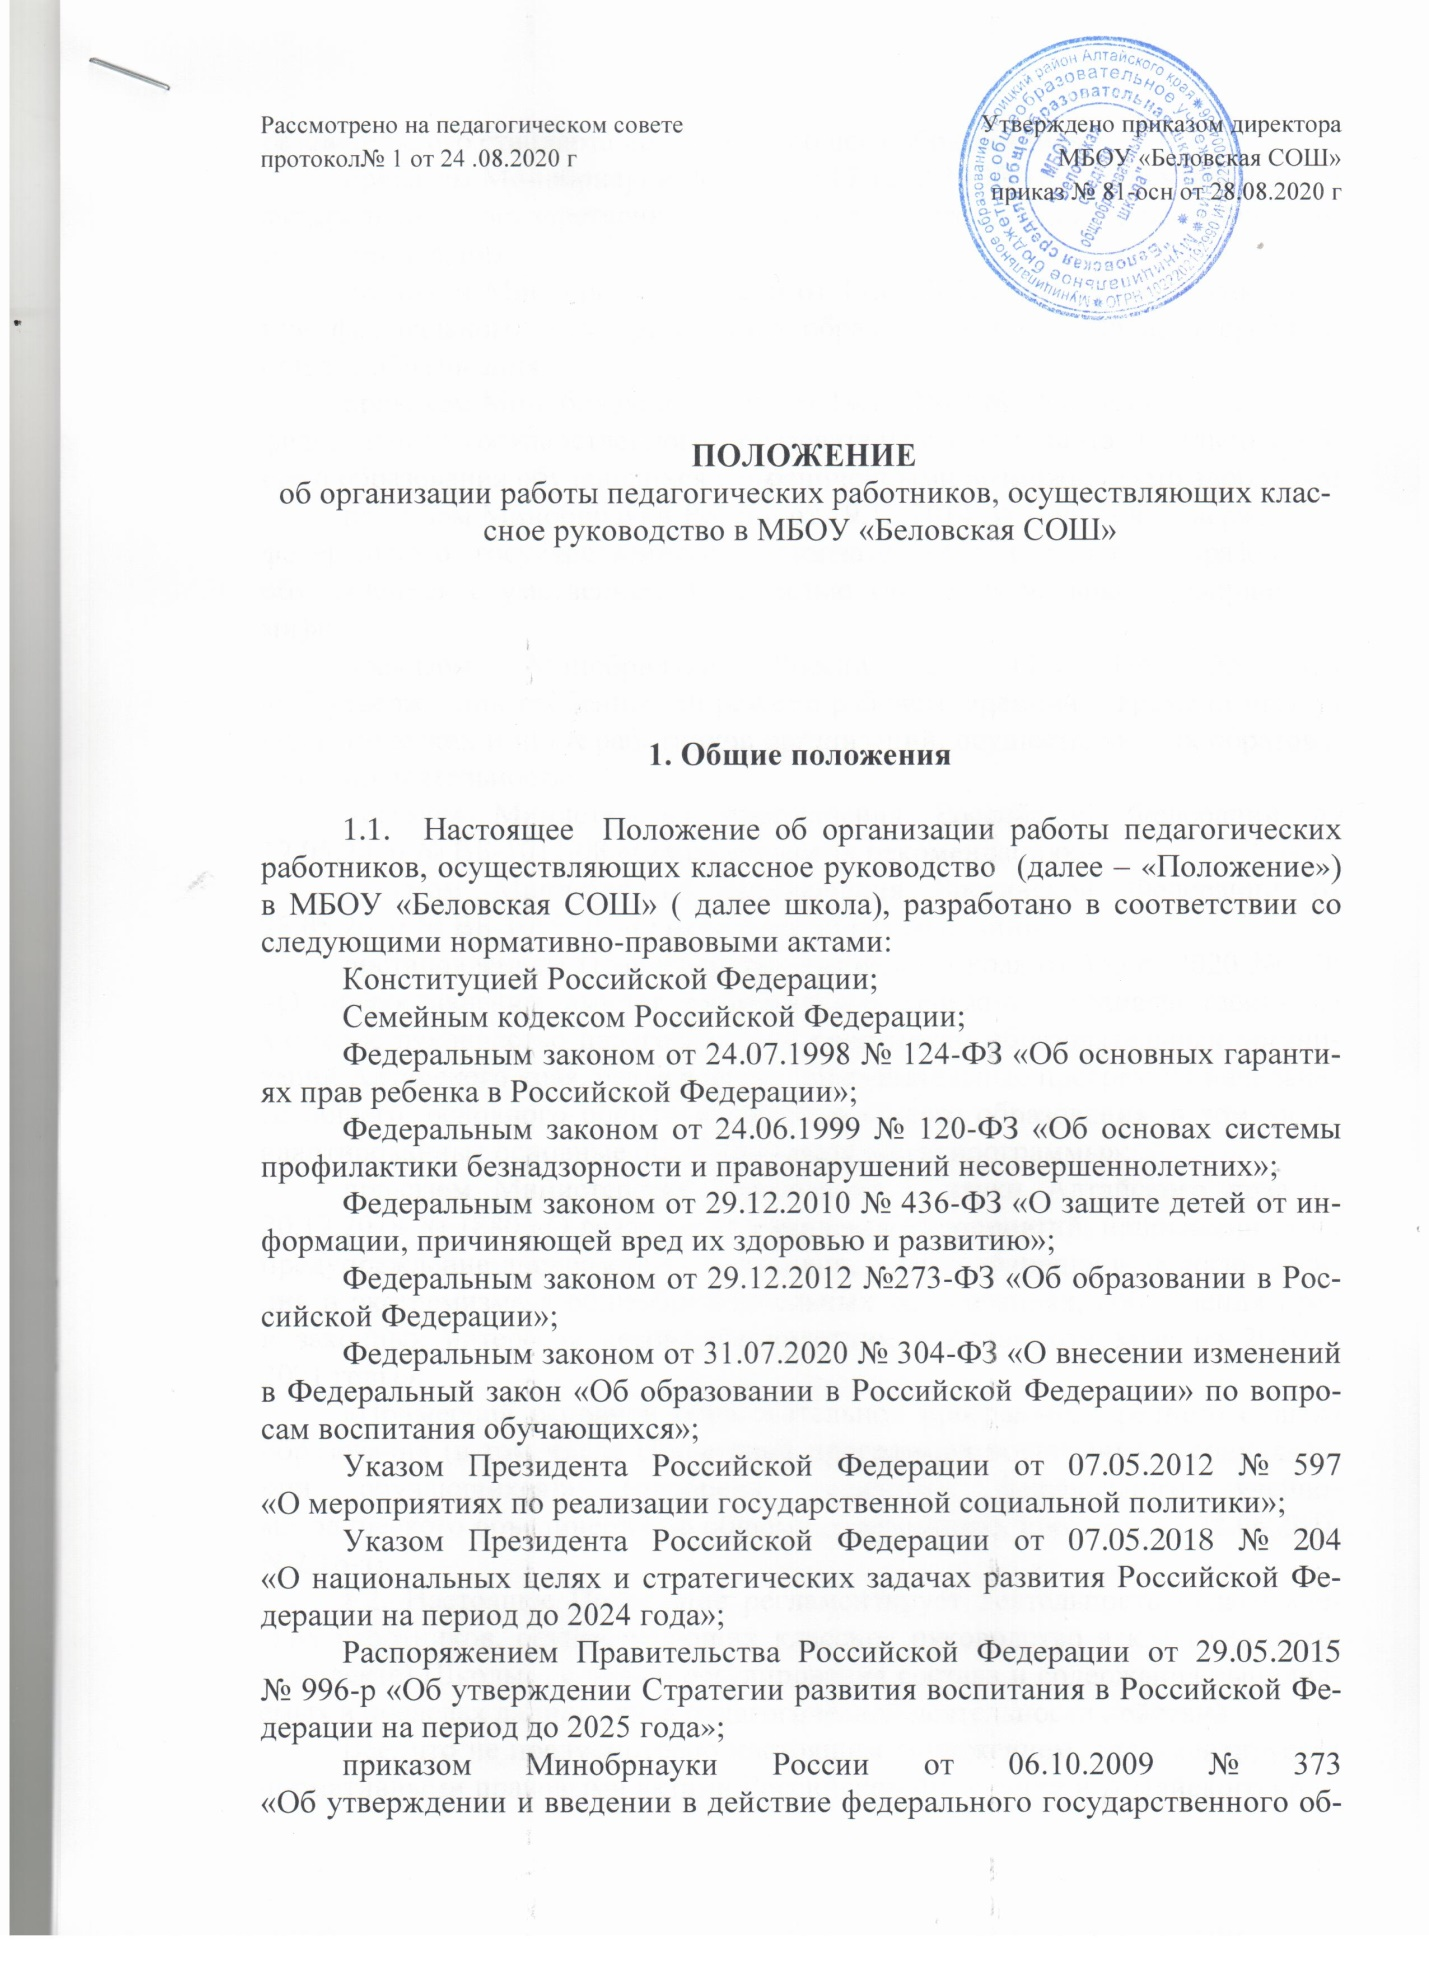 Рассмотрено на педагогическом совете
протокол№ 1 от 24 .08.2020 г
Утверждено приказом директора
МБОУ «Беловская СОШ»
приказ № 81-осн от 28.08.2020 г
МБОУ
"Беловская
средняя
общеобразовательная
школа"
ПОЛОЖЕНИЕ
об организации работы педагогических работников, осуществляющих клас-
сное руководство в МБОУ «Беловская СОШ»
1. Общие положения
1.1. Настоящее Положение об организации работы педагогических
работников, осуществляющих классное руководство (далее – «Положение»)
в МБОУ «Беловская СОШ» ( далее школа), разработано в соответствии со
следующими нормативно-правовыми актами:
Конституцией Российской Федерации;
Семейным кодексом Российской Федерации;
Федеральным законом от 24.07.1998 № 124-ФЗ «Об основных гаранти-
ях прав ребенка в Российской Федерации»;
Федеральным законом от 24.06.1999 № 120-ФЗ «Об основах системы
профилактики безнадзорности и правонарушений несовершеннолетних»;
Федеральным законом от 29.12.2010 № 436-ФЗ «О защите детей от ин-
формации, причиняющей вред их здоровью и развитию»;
Федеральным законом от 29.12.2012 №273-ФЗ «Об образовании в Рос-
сийской Федерации»;
Федеральным законом от 31.07.2020 № 304-ФЗ «О внесении изменений
в Федеральный закон «Об образовании в Российской Федерации» по вопро-
сам воспитания обучающихся»;
Указом Президента Российской Федерации от 07.05.2012 № 597
«О мероприятиях по реализации государственной социальной политики»;
Указом Президента Российской Федерации от 07.05.2018 № 204
«О национальных целях и стратегических задачах развития Российской Фе-
дерации на период до 2024 года»;
Распоряжением Правительства Российской Федерации от 29.05.2015
№ 996-р «Об утверждении Стратегии развития воспитания в Российской Фе-
дерации на период до 2025 года»;
приказом Минобрнауки России от 06.10.2009 № 373
«Об утверждении и введении в действие федерального государственного об-